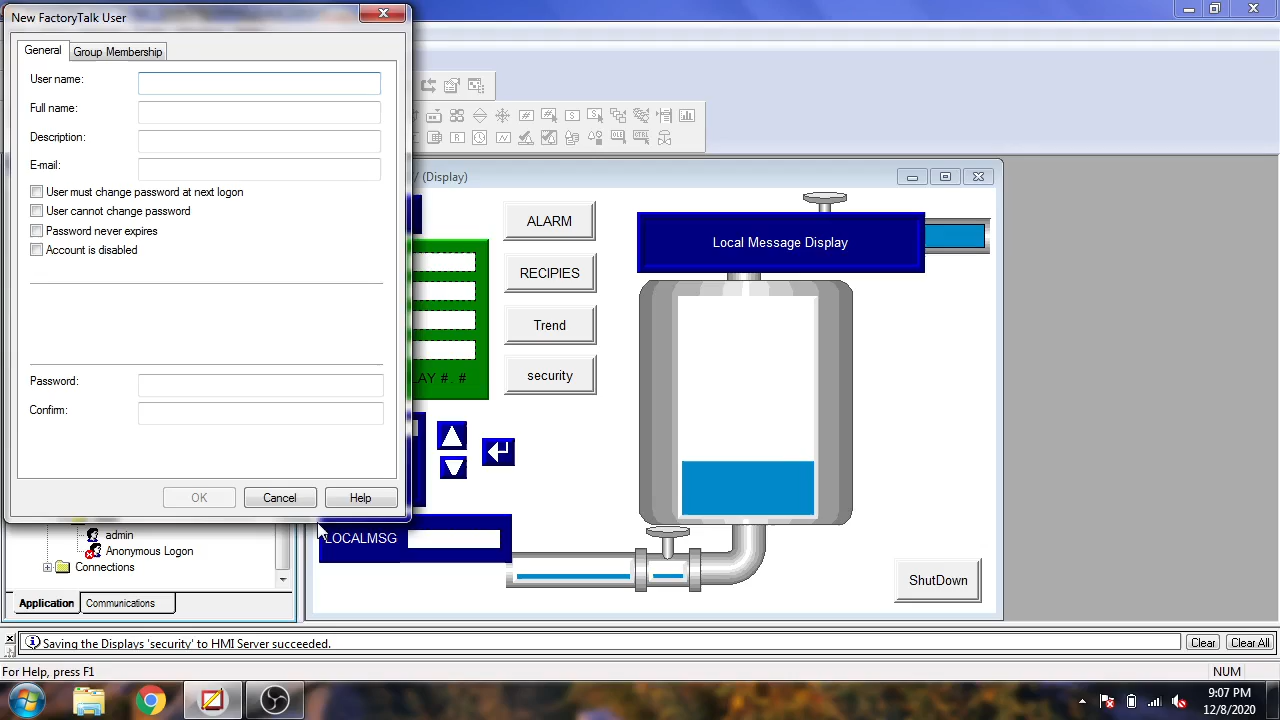 New FactoryTalk User
General
Group Membership
User name:
Full name:
Description:
E-mail:
User must change password at next logon
User cannot change password
Password never expires
Account is disabled
Password:
Confirm:
OK
Cancel
Help
/ (Display)
ALARM
RECIPIES
Trend
security
Local Message Display
LAY #. #
LOCALMSG
ShutDown
admin
Anonymous Logon
Connections
Application
Communications
Saving the Displays 'security' to HMI Server succeeded.
Clear
Clear All
For Help, press F1
NUM
9:07 PM
12/8/2020